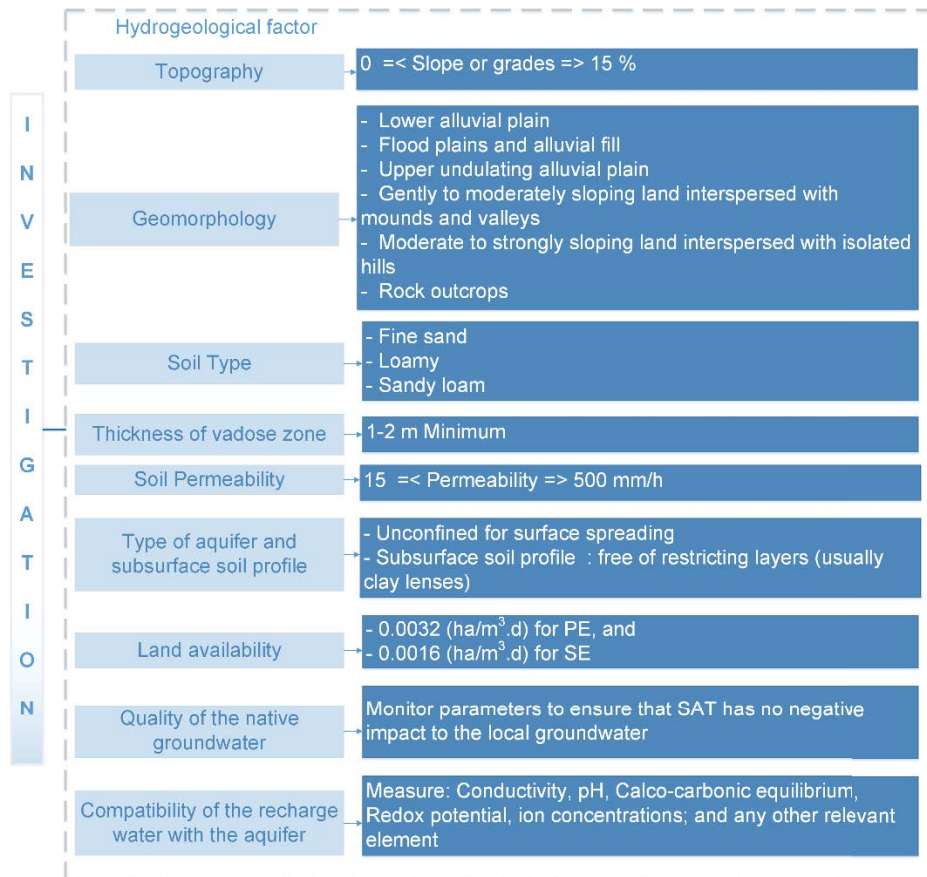 Hydrogeological factor
INVESTIGATION
Topography
0 =< Slope or grades => 15 %
Geomorphology
- Lower alluvial plain
- Flood plains and alluvial fill
- Upper undulating alluvial plain
- Gently to moderately sloping land interspersed with
mounds and valleys
- Moderate to strongly sloping land interspersed with isolated
hills
- Rock outcrops
Soil Type
- Fine sand
- Loamy
- Sandy loam
Thickness of vadose zone
1-2 m Minimum
Soil Permeability
15 =< Permeability => 500 mm/h
Type of aquifer and
subsurface soil profile
- Unconfined for surface spreading
- Subsurface soil profile : free of restricting layers (usually
clay lenses)
Land availability
- 0.0032 (ha/m³.d) for PE, and
- 0.0016 (ha/m³.d) for SE
Quality of the native
groundwater
Monitor parameters to ensure that SAT has no negative
impact to the local groundwater
Compatibility of the recharge
water with the aquifer
Measure: Conductivity, pH, Calco-carbonic equilibrium,
Redox potential, ion concentrations; and any other relevant
element